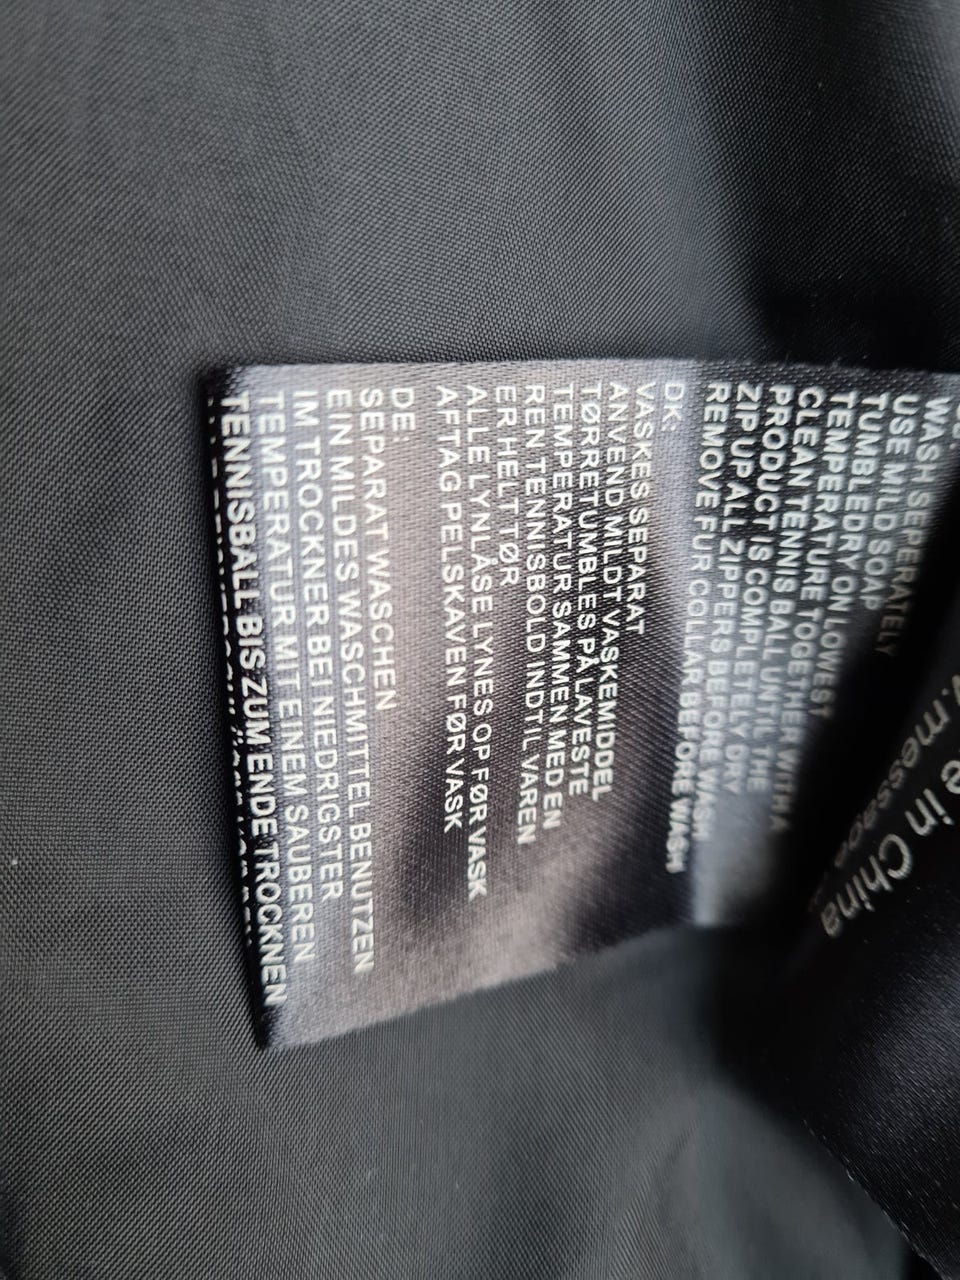 WASH SEPERATELY
USE MILD SOAP
TUMBLEDRY ON LOWEST
TEMPERATURE TOGETHER WITH A
CLEAN TENNIS BALL UNTIL THE
PRODUCT IS COMPLETELY DRY
ZIP UP ALL ZIPPERS BEFORE WASH
REMOVE FUR COLLAR BEFORE WASH
DK:
VASKES SEPARAT
ANVEND MILDT VASKEMIDDEL
TØRRETUMBLES PÅ LAVESTE
TEMPERATUR SAMMEN MED EN
REN TENNISBOLD INDTIL VAREN
ER HELT TØR
ALLE LYNLÅSE LYNES OP FØR VASK
AFTAG PELSKAVEN FØR VASK
DE:
SEPARAT WASCHEN
EIN MILDES WASCHMITTEL BENUTZEN
IM TROCKNER BEI NIEDRIGSTER
TEMPERATUR MIT EINEM SAUBEREN
TENNISBALL BIS ZUM ENDE TROCKNEN
in China